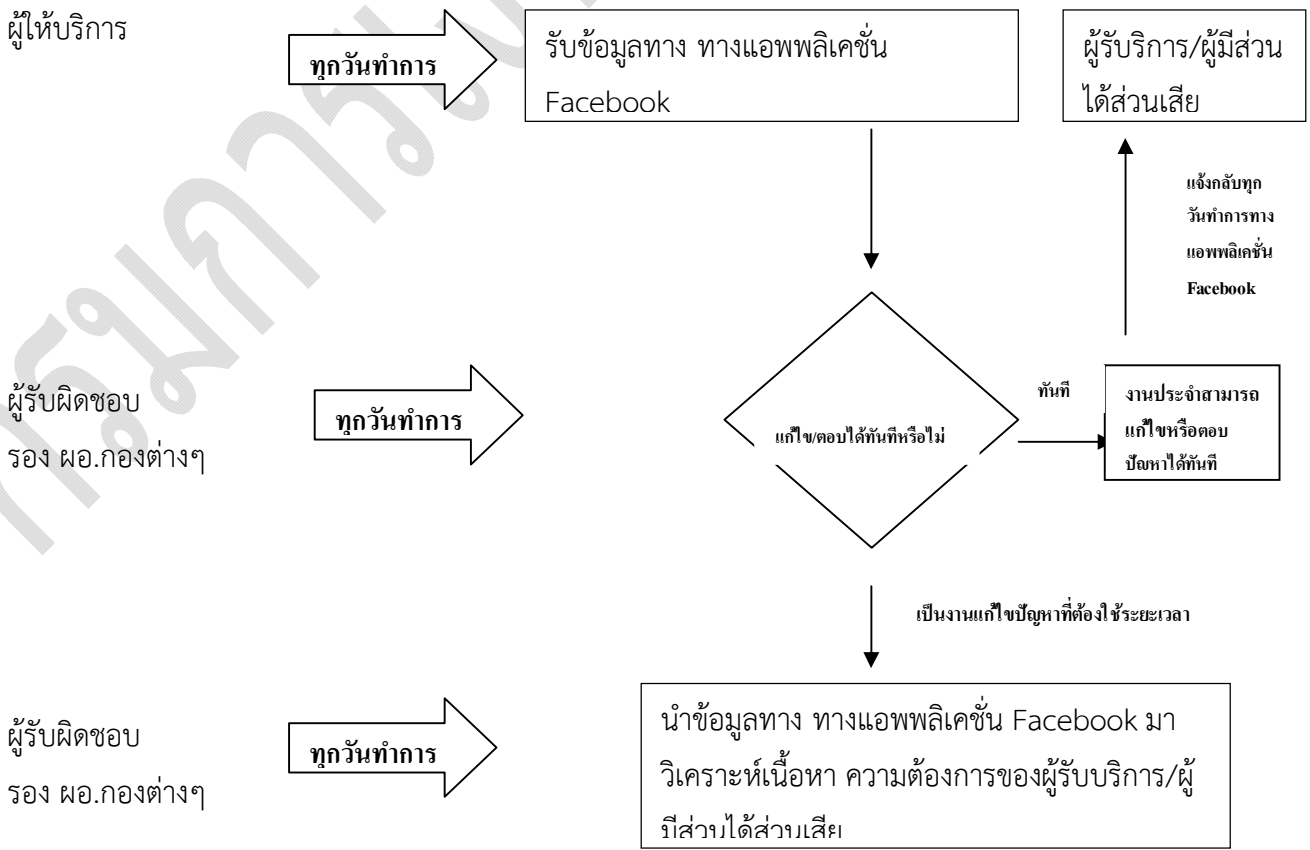 ผู้ให้บริการ
ทุกวันทำการ
รับข้อมูลทาง ทางแอพพลิเคชั่น
Facebook
ผู้รับริการ/ผู้มีส่วน
ได้ส่วนเสีย
แจ้งกลับทุก
วันทำการทาง
แอพพลิเคชั่น
Facebook
ผู้รับผิดชอบ
รอง ผอ.กองต่างๆ
ทุกวันทำการ
แก้ไข/ตอบได้ทันทีหรือไม่
ทันที
งานประจำสามารถ
แก้ไขหรือตอบ
ปัญหาได้ทันที
เป็นงานแก้ไขปัญหาที่ต้องใช้ระยะเวลา
ผู้รับผิดชอบ
รอง ผอ.กองต่างๆ
ทุกวันทำการ
นำข้อมูลทาง ทางแอพพลิเคชั่น Facebook มา
วิเคราะห์เนื้อหา ความต้องการของผู้รับบริการ/ผู้
มีส่วนได้ส่วนเสีย